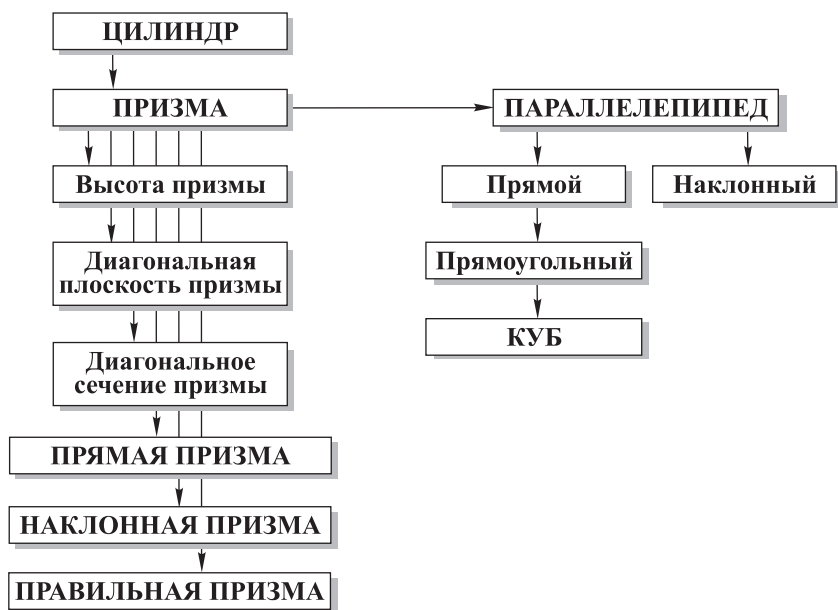 ЦИЛИНДР
ПРИЗМА
ПАРАЛЛЕЛЕПИПЕД
Высота призмы
Прямой
Наклонный
Диагональная
плоскость призмы
Прямоугольный
Диагональное
сечение призмы
КУБ
ПРЯМАЯ ПРИЗМА
НАКЛОННАЯ ПРИЗМА
ПРАВИЛЬНАЯ ПРИЗМА